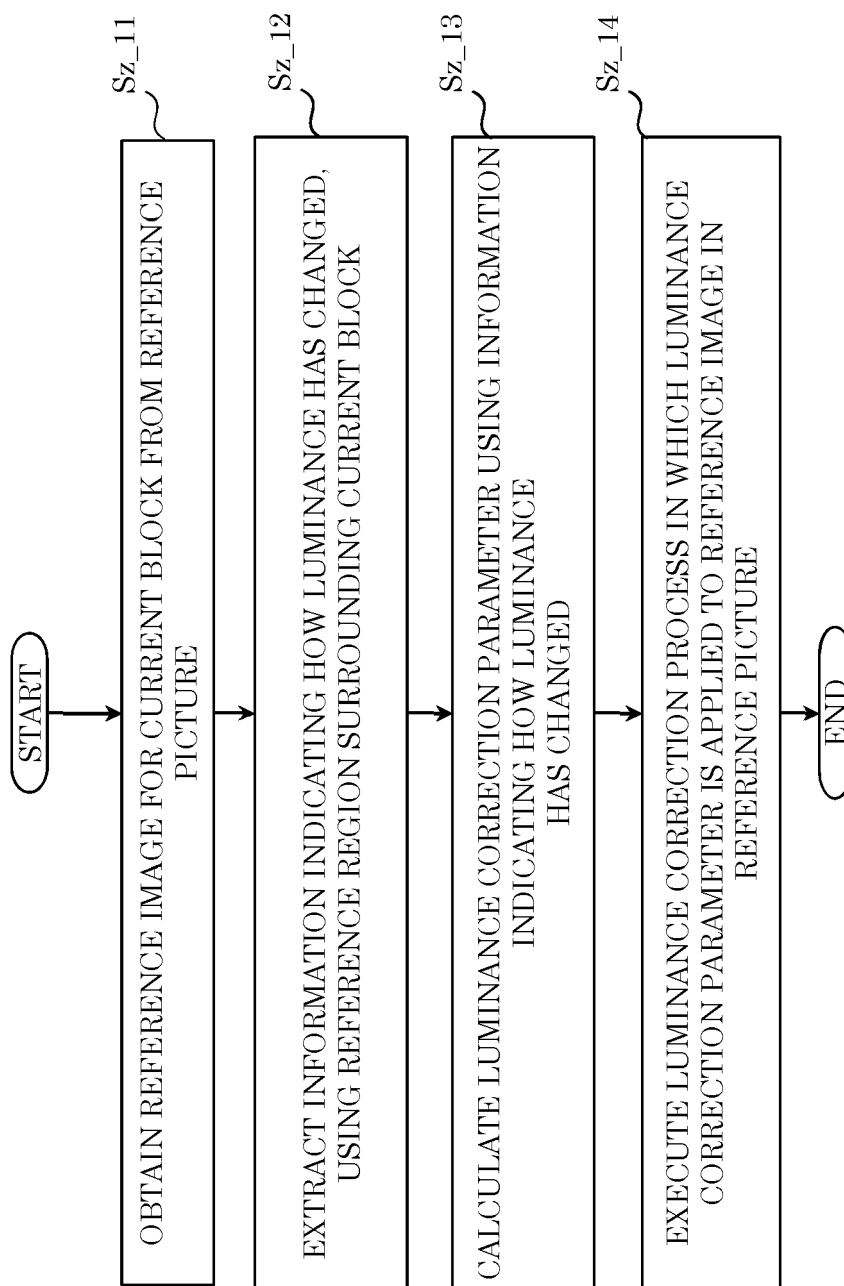 START
Sz_11
OBTAIN REFERENCE IMAGE FOR CURRENT BLOCK FROM REFERENCE
PICTURE
Sz_12
EXTRACT INFORMATION INDICATING HOW LUMINANCE HAS CHANGED,
USING REFERENCE REGION SURROUNDING CURRENT BLOCK
Sz_13
CALCULATE LUMINANCE CORRECTION PARAMETER USING INFORMATION
INDICATING HOW LUMINANCE
HAS CHANGED
Sz_14
EXECUTE LUMINANCE CORRECTION PROCESS IN WHICH LUMINANCE
CORRECTION PARAMETER IS APPLIED TO REFERENCE IMAGE IN
REFERENCE PICTURE
END